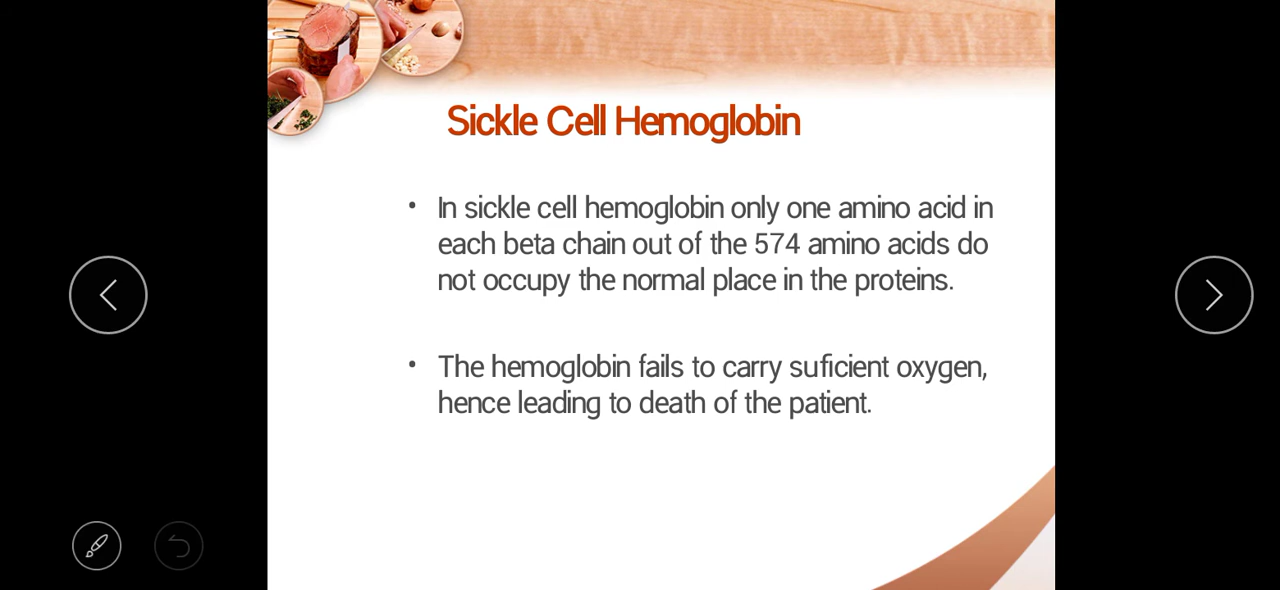 Sickle Cell Hemoglobin
• In sickle cell hemoglobin only one amino acid in
each beta chain out of the 574 amino acids do
not occupy the normal place in the proteins.
• The hemoglobin fails to carry suficient oxygen,
hence leading to death of the patient.